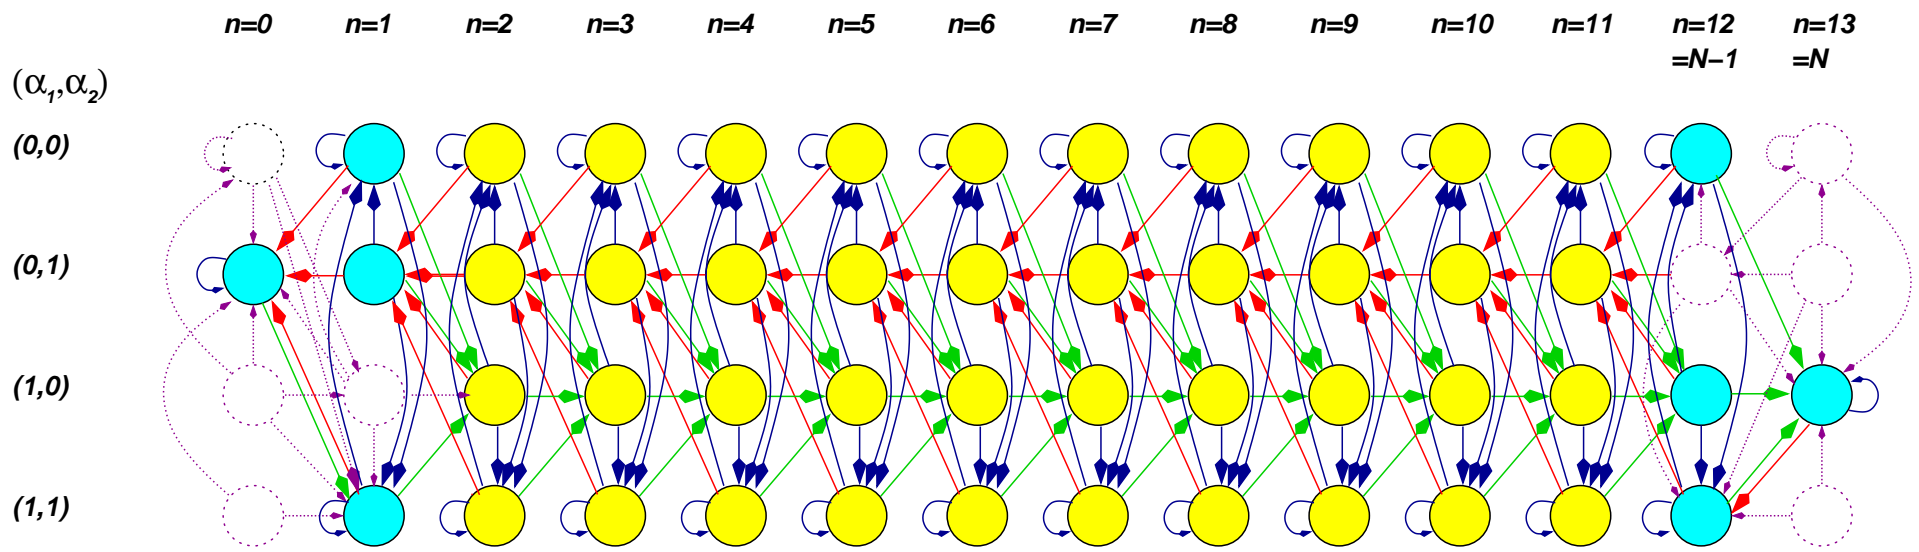 n=0 n=1 n=2 n=3 n=4 n=5 n=6 n=7 n=8 n=9 n=10 n=11 n=12 n=13
=N−1 =N
(α₁,α₂)
(0,0)
(0,1)
(1,0)
(1,1)